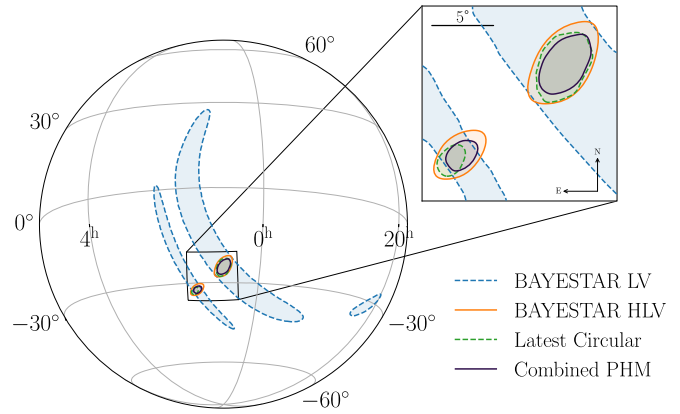 5°
60°
N
E
30°
0°
4h
0h
20h
−30°
−30°
−60°
BAYESTAR LV
BAYESTAR HLV
Latest Circular
Combined PHM